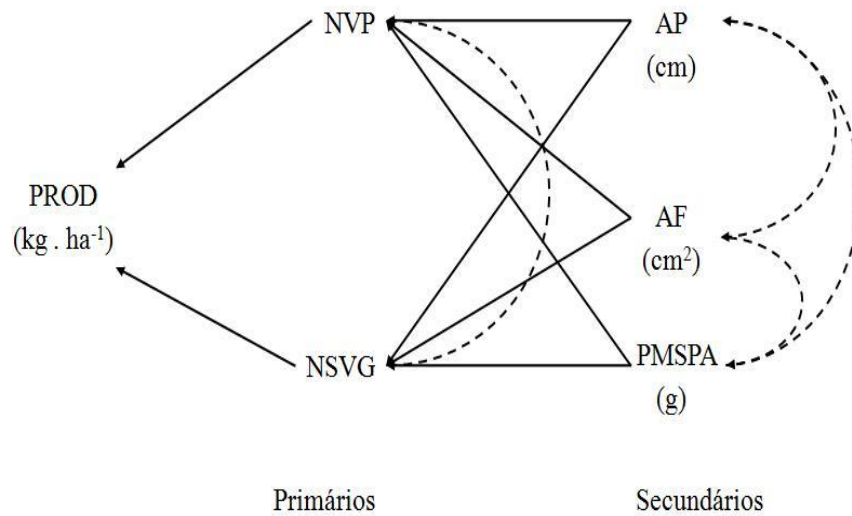 NVP
AP
(cm)
PROD
(kg . ha⁻¹)
AF
(cm²)
NSVG
PMSPA
(g)
Primários
Secundários